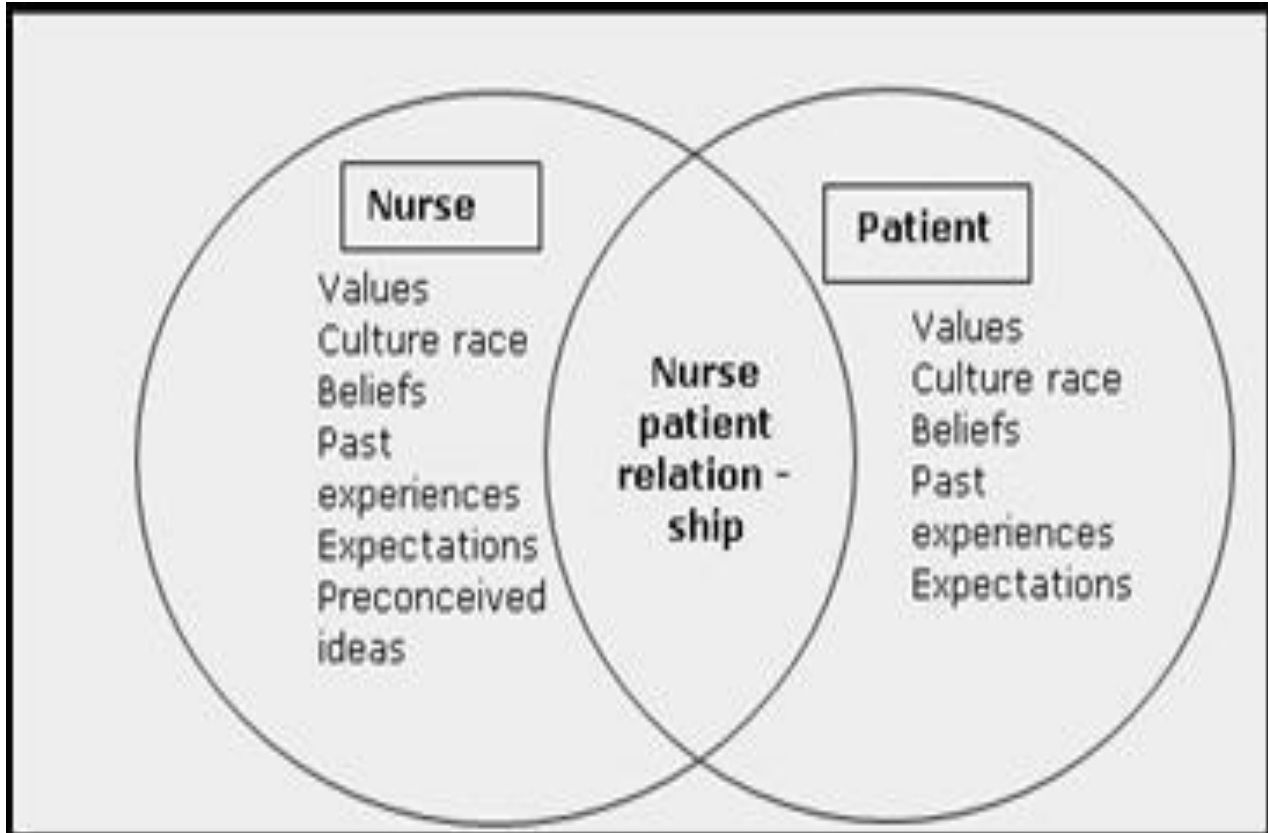 Nurse
Values
Culture race
Beliefs
Past
experiences
Expectations
Preconceived
ideas
Nurse
patient
relation -
ship
Patient
Values
Culture race
Beliefs
Past
experiences
Expectations